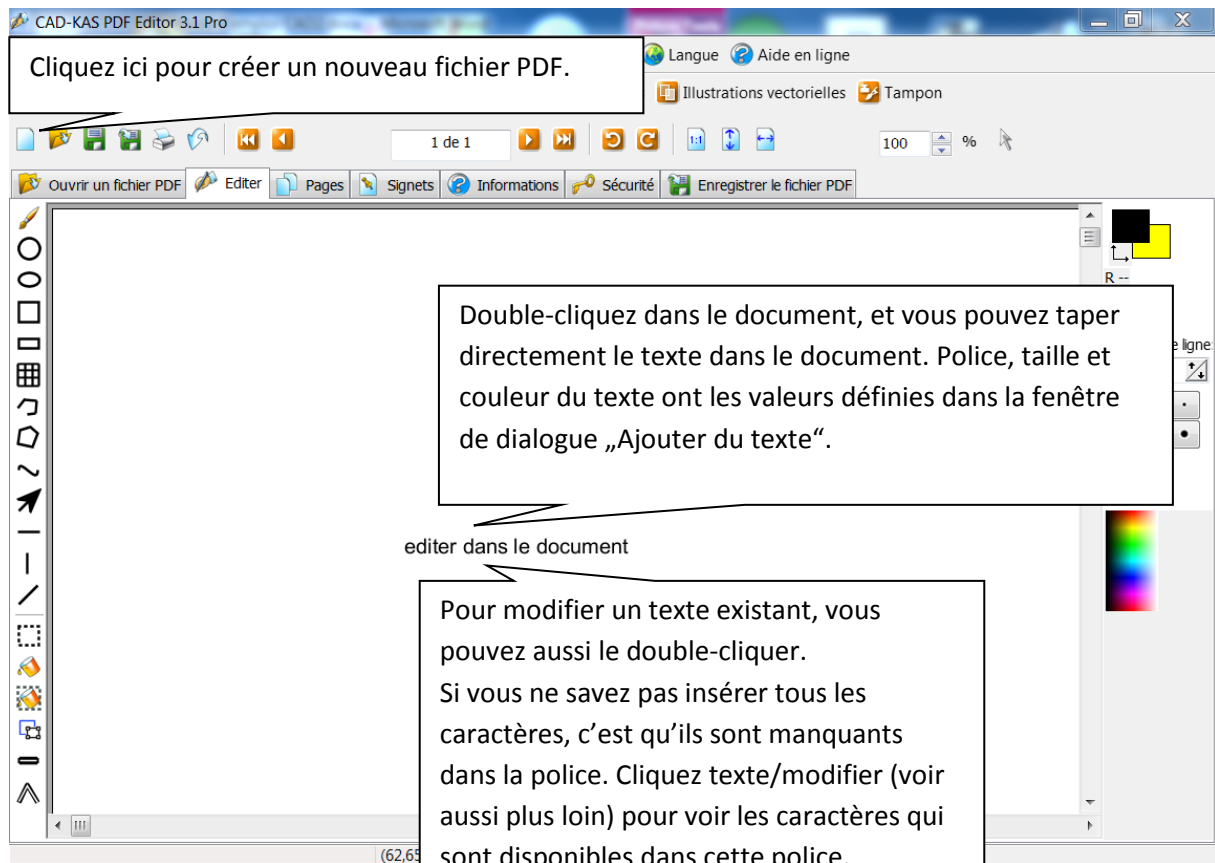 CAD-KAS PDF Editor 3.1 Pro
Cliquez ici pour créer un nouveau fichier PDF.
Langue Aide en ligne
Illustrations vectorielles Tampon
1 de 1
1:1
100 %
Ouvrir un fichier PDF Editer Pages Signets Informations Sécurité Enregistrer le fichier PDF
R --
Double-cliquez dans le document, et vous pouvez taper
directement le texte dans le document. Police, taille et
couleur du texte ont les valeurs définies dans la fenêtre
de dialogue „Ajouter du texte“.
e ligne:
editer dans le document
Pour modifier un texte existant, vous
pouvez aussi le double-cliquer.
Si vous ne savez pas insérer tous les
caractères, c’est qu’ils sont manquants
dans la police. Cliquez texte/modifier (voir
aussi plus loin) pour voir les caractères qui
sont disponibles dans cette police.
(62,65